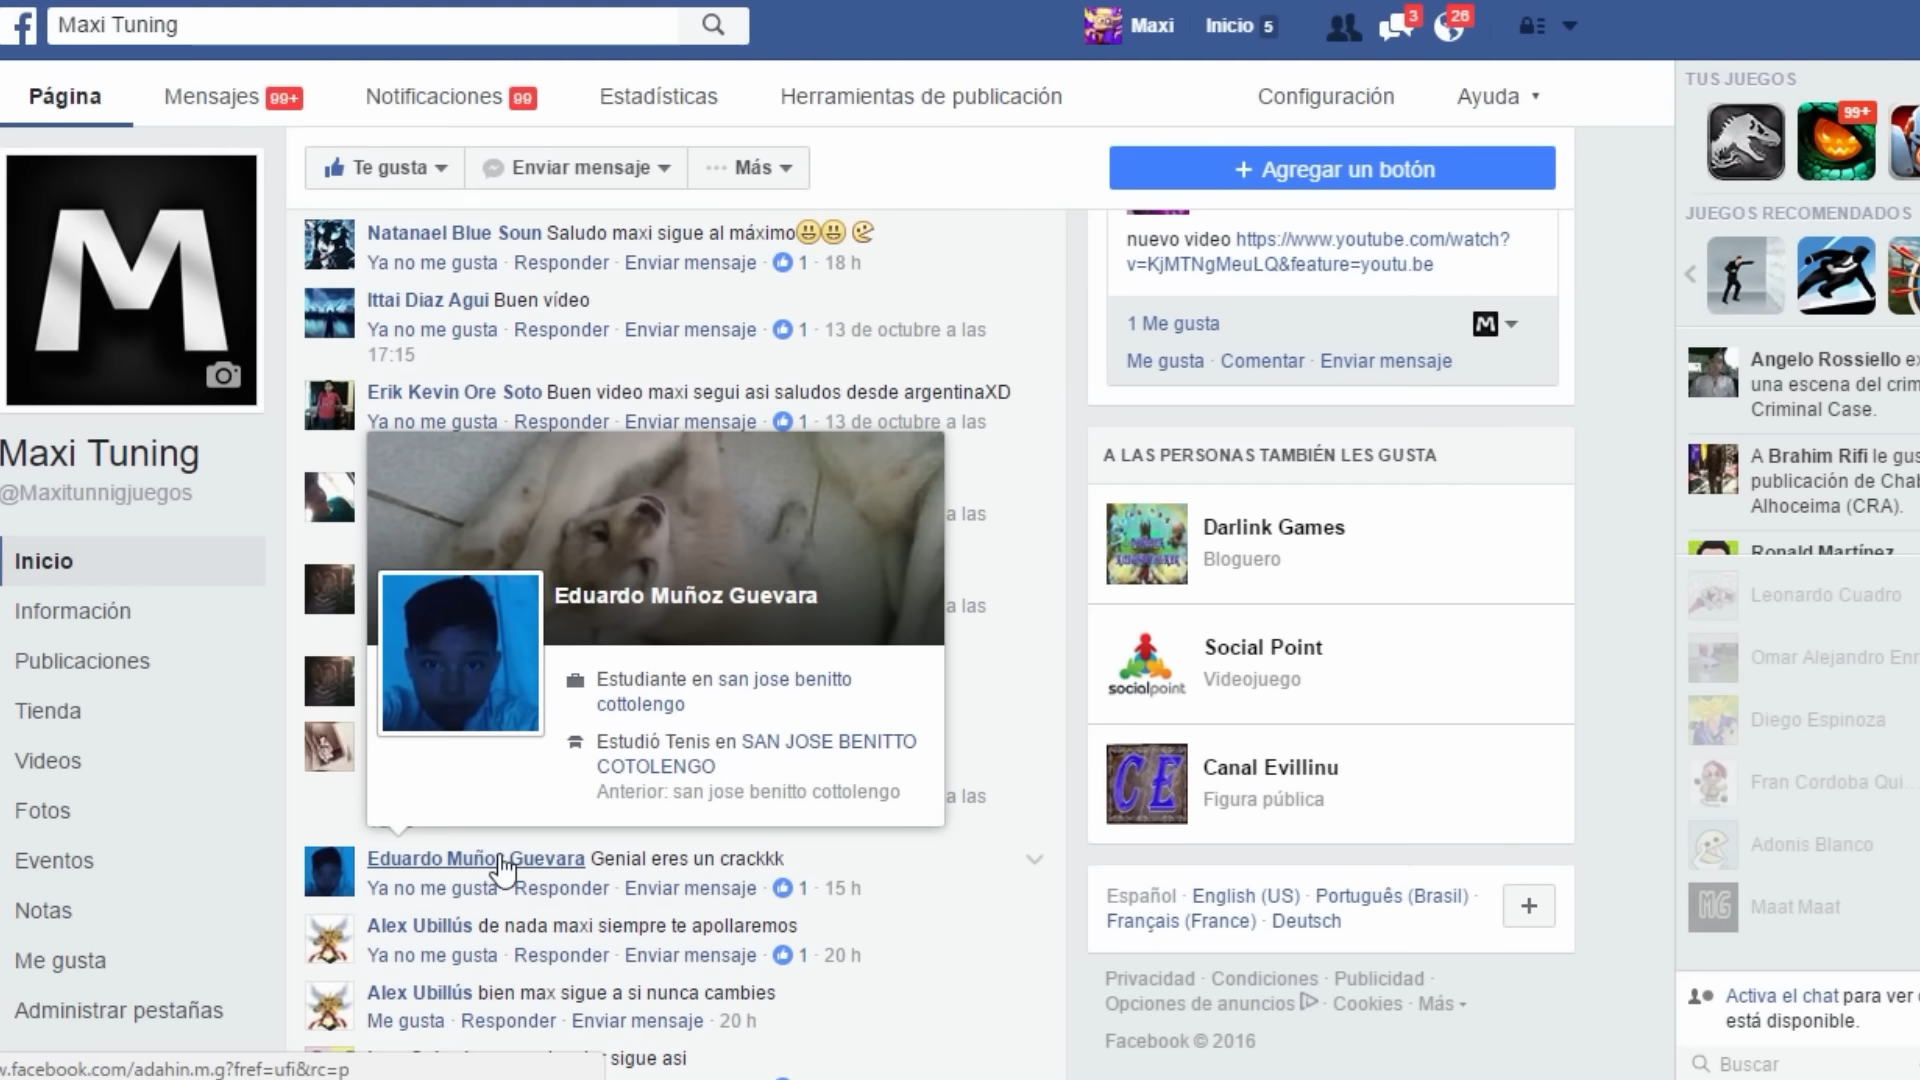 Maxi Tuning
Maxi
Inicio 5
3
26
Página
Mensajes 99+
Notificaciones 99
Estadísticas
Herramientas de publicación
Configuración
Ayuda
M
Maxi Tuning
@Maxitunnigjuegos
Inicio
Información
Publicaciones
Tienda
Videos
Fotos
Eventos
Notas
Me gusta
Administrar pestañas
Te gusta
Enviar mensaje
Más
+ Agregar un botón
Natanael Blue Soun Saludo maxi sigue al máximo
Ya no me gusta · Responder · Enviar mensaje · 1 · 18 h
Ittai Diaz Agui Buen vídeo
Ya no me gusta · Responder · Enviar mensaje · 1 · 13 de octubre a las
17:15
Erik Kevin Ore Soto Buen video maxi segui asi saludos desde argentinaXD
Ya no me gusta · Responder · Enviar mensaje · 1 · 13 de octubre a las
a las
a las
a las
Eduardo Muñoz Guevara
Estudiante en san jose benitto
cottolengo
Estudió Tenis en SAN JOSE BENITTO
COTOLENGO
Anterior: san jose benitto cottolengo
Eduardo Muñoz Guevara Genial eres un crackkk
Ya no me gusta · Responder · Enviar mensaje · 1 · 15 h
Alex Ubillús de nada maxi siempre te apollaremos
Ya no me gusta · Responder · Enviar mensaje · 1 · 20 h
Alex Ubillús bien max sigue a si nunca cambies
Me gusta · Responder · Enviar mensaje · 20 h
sigue asi
w.facebook.com/adahin.m.g?fref=ufi&rc=p
nuevo video https://www.youtube.com/watch?
v=KjMTNgMeuLQ&feature=youtu.be
1 Me gusta
M
Me gusta · Comentar · Enviar mensaje
A LAS PERSONAS TAMBIÉN LES GUSTA
Darlink Games
Bloguero
socialpoint
Social Point
Videojuego
CE
Canal Evillinu
Figura pública
Español · English (US) · Português (Brasil) ·
Français (France) · Deutsch
+
Privacidad · Condiciones · Publicidad ·
Opciones de anuncios · Cookies · Más
Facebook © 2016
TUS JUEGOS
99+
JUEGOS RECOMENDADOS
Angelo Rossiello ex
una escena del crim
Criminal Case.
A Brahim Rifi le gus
publicación de Chab
Alhoceima (CRA).
Ronald Martínez
Leonardo Cuadro
Omar Alejandro Enr
Diego Espinoza
Fran Cordoba Qui...
Adonis Blanco
MG
Maat Maat
Activa el chat para ver
está disponible.
Buscar